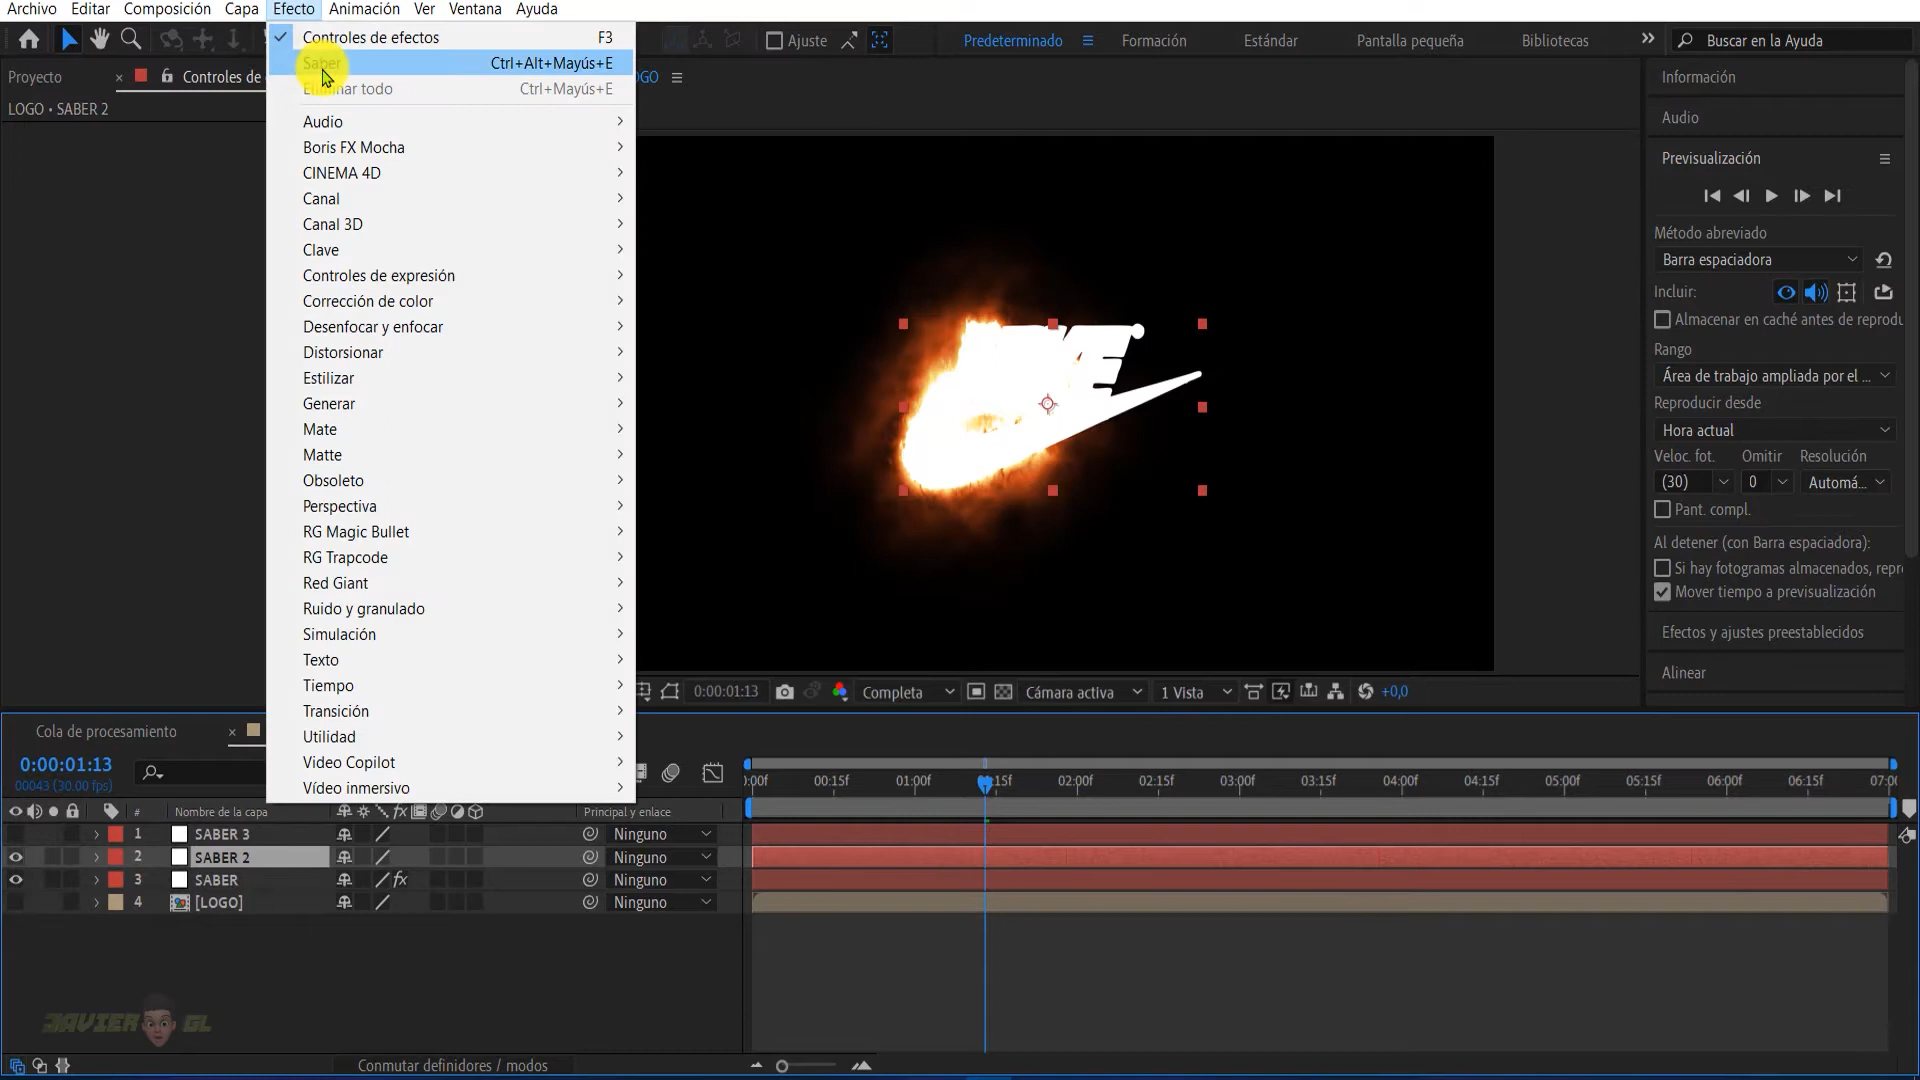 Archivo Editar Composición Capa Efecto Animación Ver Ventana Ayuda
Controles de efectos F3
Saber Ctrl+Alt+Mayús+E
Eliminar todo Ctrl+Mayús+E
Audio
Boris FX Mocha
CINEMA 4D
Canal
Canal 3D
Clave
Controles de expresión
Corrección de color
Desenfocar y enfocar
Distorsionar
Estilizar
Generar
Mate
Matte
Obsoleto
Perspectiva
RG Magic Bullet
RG Trapcode
Red Giant
Ruido y granulado
Simulación
Texto
Tiempo
Transición
Utilidad
Video Copilot
Vídeo inmersivo
Ajuste Predeterminado Formación Estándar Pantalla pequeña Bibliotecas Buscar en la Ayuda
Proyecto Controles de
LOGO • SABER 2
Información
Audio
Previsualización
Método abreviado
Barra espaciadora
Incluir:
Almacenar en caché antes de reprodu
Rango
Área de trabajo ampliada por el ...
Reproducir desde
Hora actual
Veloc. fot. Omitir Resolución
(30) 0 Automá...
Pant. compl.
Al detener (con Barra espaciadora):
Si hay fotogramas almacenados, repr
Mover tiempo a previsualización
Efectos y ajustes preestablecidos
Alinear
0:00:01:13 Completa Cámara activa 1 Vista +0,0
Cola de procesamiento
0:00:01:13
00043 (30.00 fps)
:00f 00:15f 01:00f 02:00f 02:15f 03:00f 03:15f 04:00f 04:15f 05:00f 05:15f 06:00f 06:15f 07:00
# Nombre de la capa fx Principal y enlace
1 SABER 3 Ninguno
2 SABER 2 Ninguno
3 SABER fx Ninguno
4 [LOGO] Ninguno
JAVIER GL
Conmutar definidores / modos